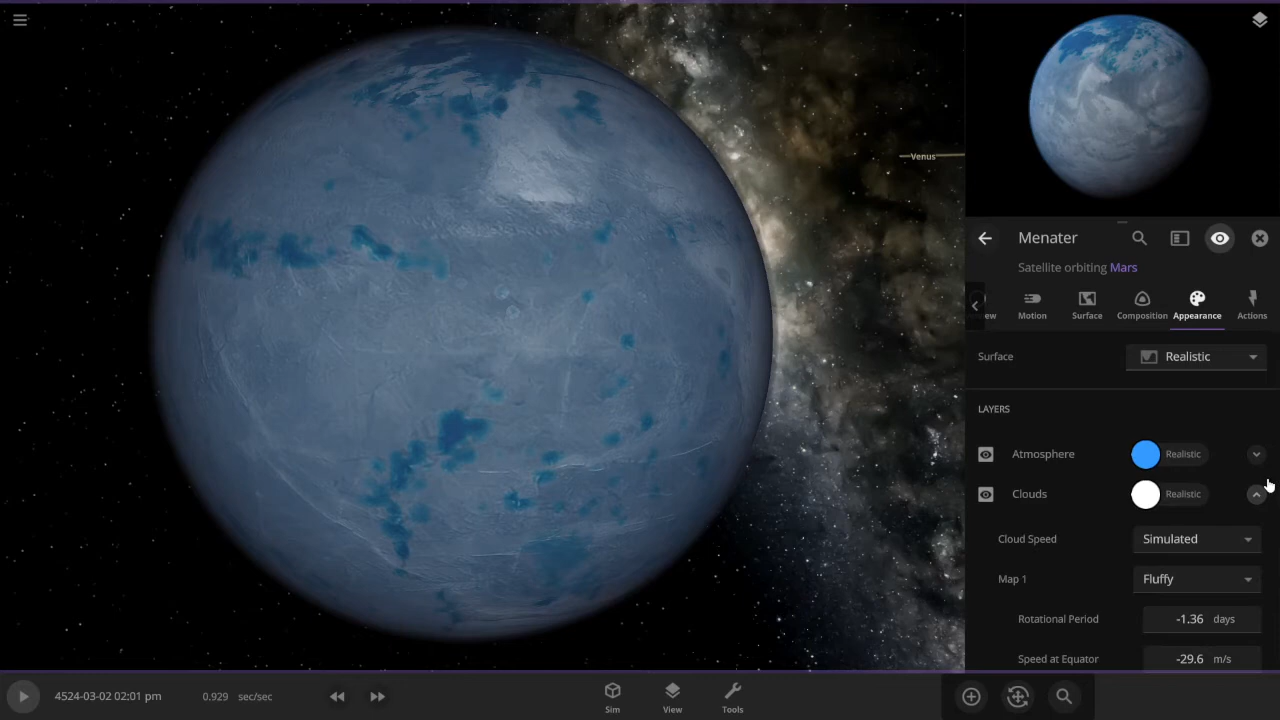 Venus
Menater
Satellite orbiting Mars
ew Motion Surface Composition Appearance Actions
Surface Realistic
LAYERS
Atmosphere Realistic
Clouds Realistic
Cloud Speed Simulated
Map 1 Fluffy
Rotational Period -1.36 days
Speed at Equator -29.6 m/s
4524-03-02 02:01 pm 0.929 sec/sec
Sim View Tools